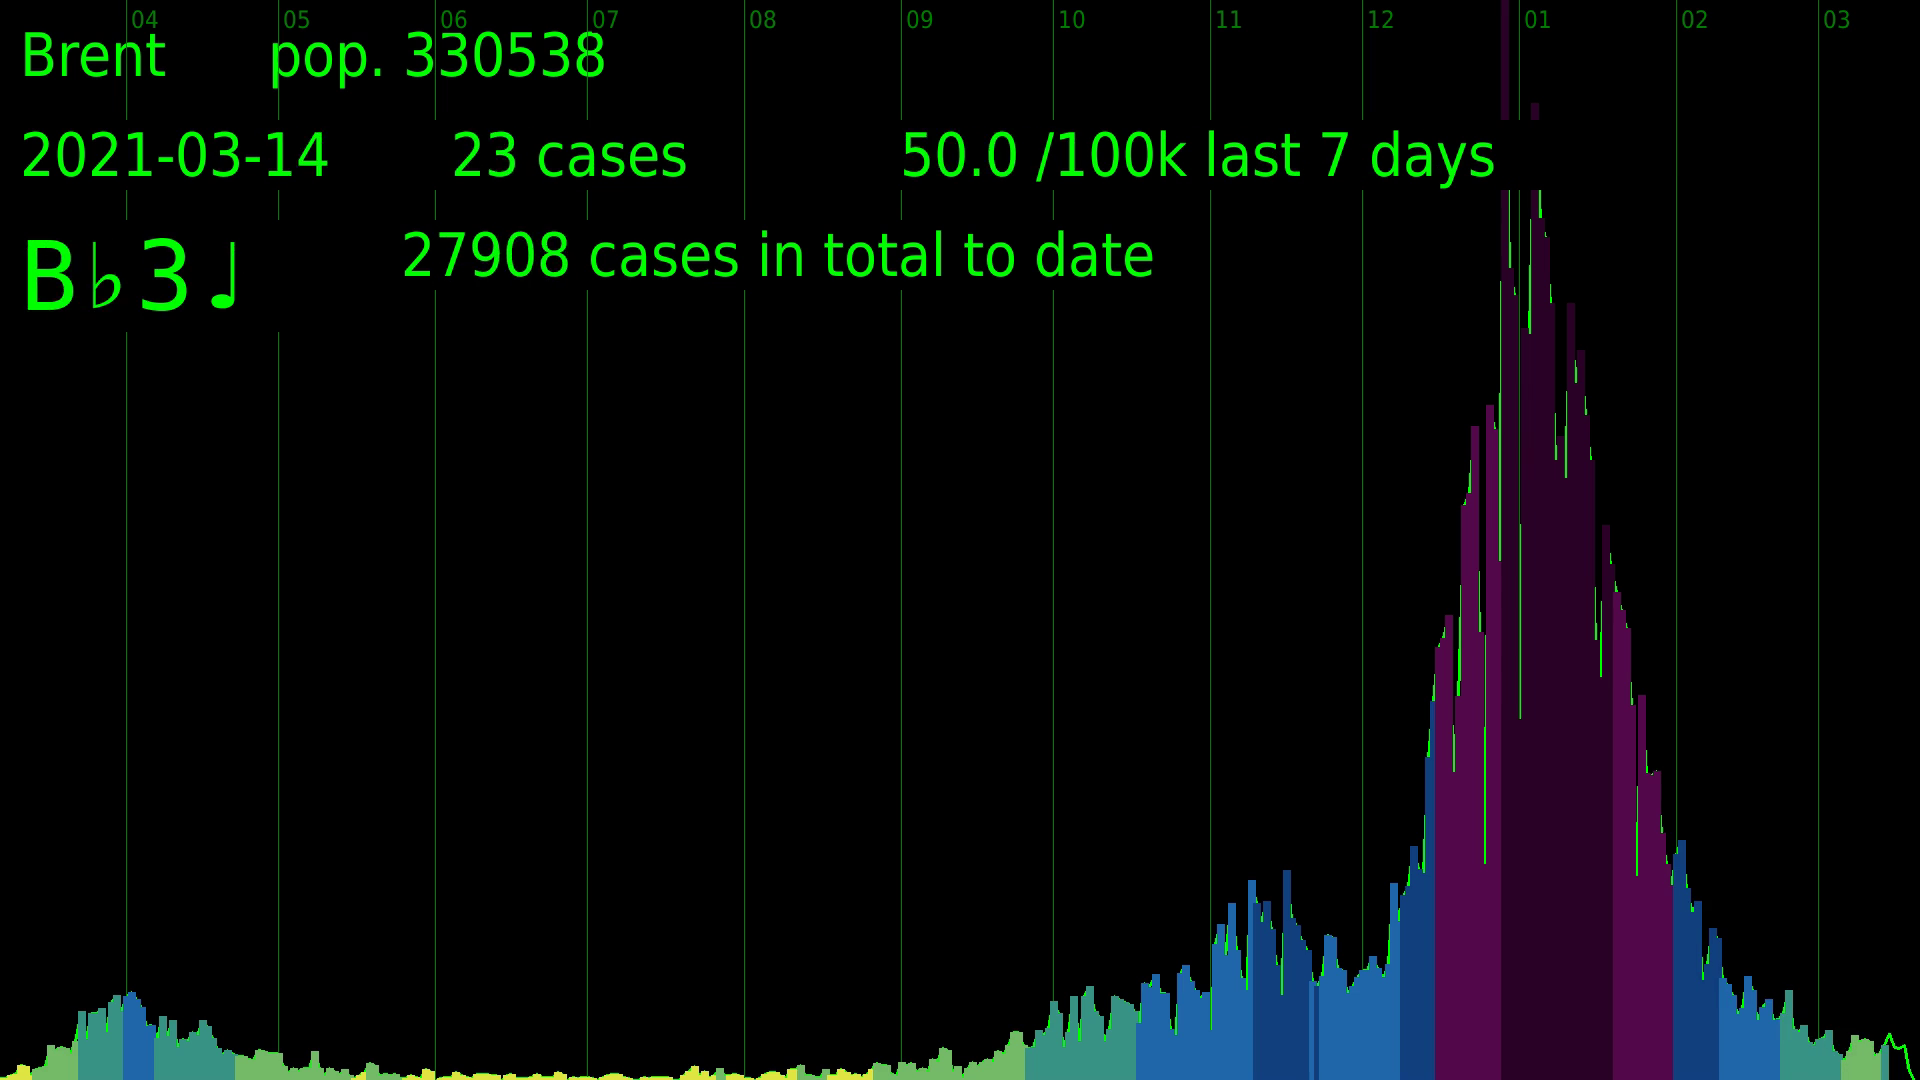 04 05 06 07 08 09 10 11 12 01 02 03
Brent pop. 330538
2021-03-14 23 cases 50.0 /100k last 7 days
B♭3♩ 27908 cases in total to date